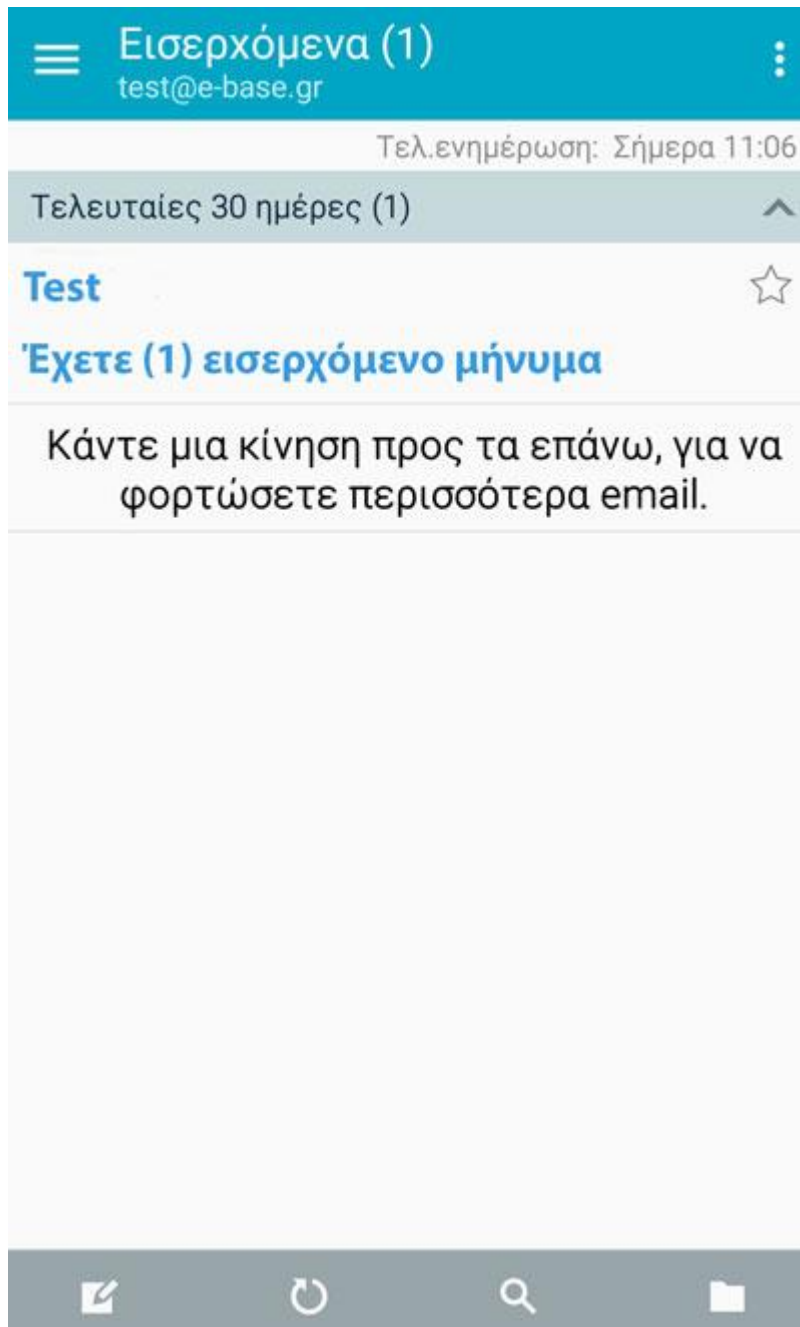 Εισερχόμενα (1)
test@e-base.gr
Τελ.ενημέρωση: Σήμερα 11:06
Τελευταίες 30 ημέρες (1)
Test
Έχετε (1) εισερχόμενο μήνυμα
Κάντε μια κίνηση προς τα επάνω, για να
φορτώσετε περισσότερα email.